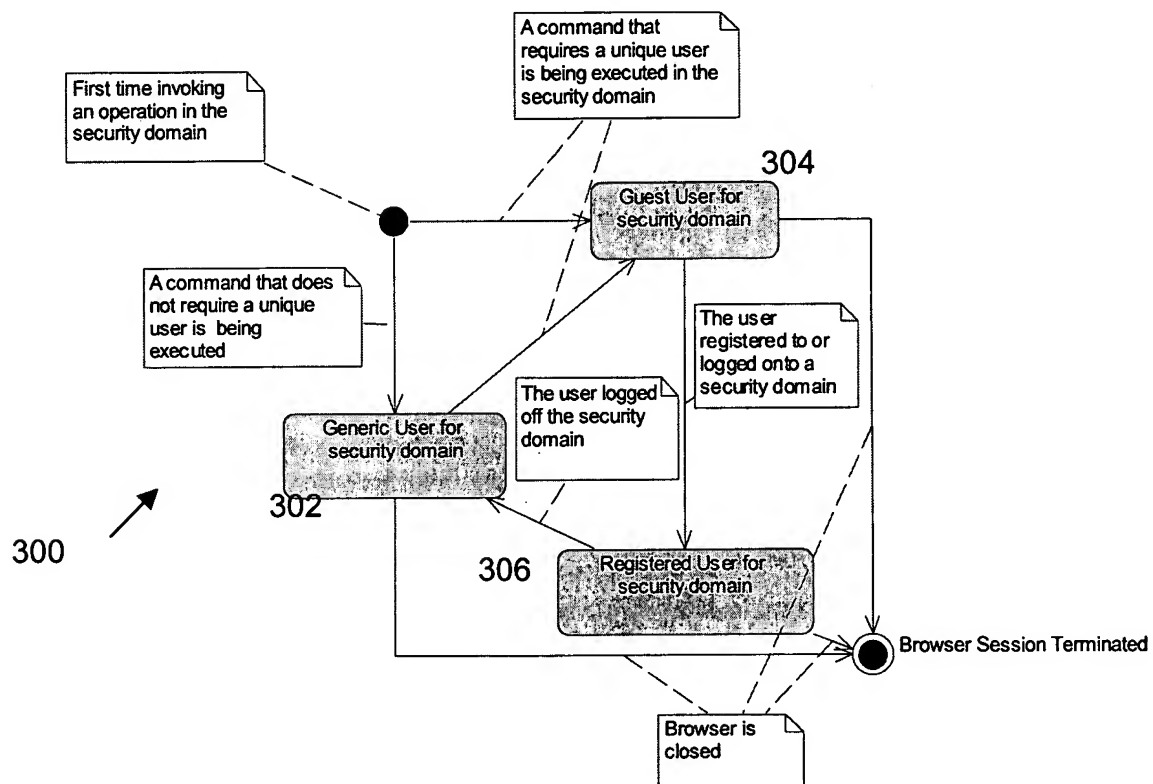 A command that
requires a unique user
is being executed in the
security domain
First time invoking
an operation in the
security domain
304
Guest User for
security domain
A command that does
not require a unique
user is being
executed
The user
registered to or
logged onto a
security domain
The user logged
off the security
domain
Generic User for
security domain
302
300
306
Registered User for
security domain
Browser Session Terminated
Browser is
closed